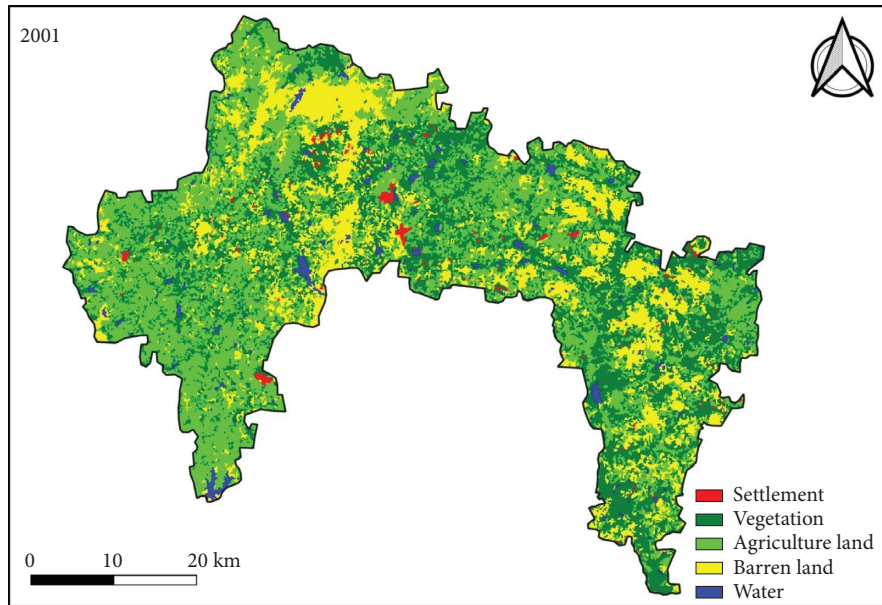 2001
Settlement
Vegetation
Agriculture land
Barren land
Water
0 10 20 km